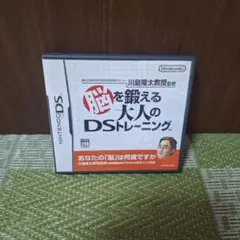 川島隆太教授監修
Nintendo
脳を鍛える
大人の
DSトレーニング
NINTENDO DS
あなたの「脳」は何歳ですか